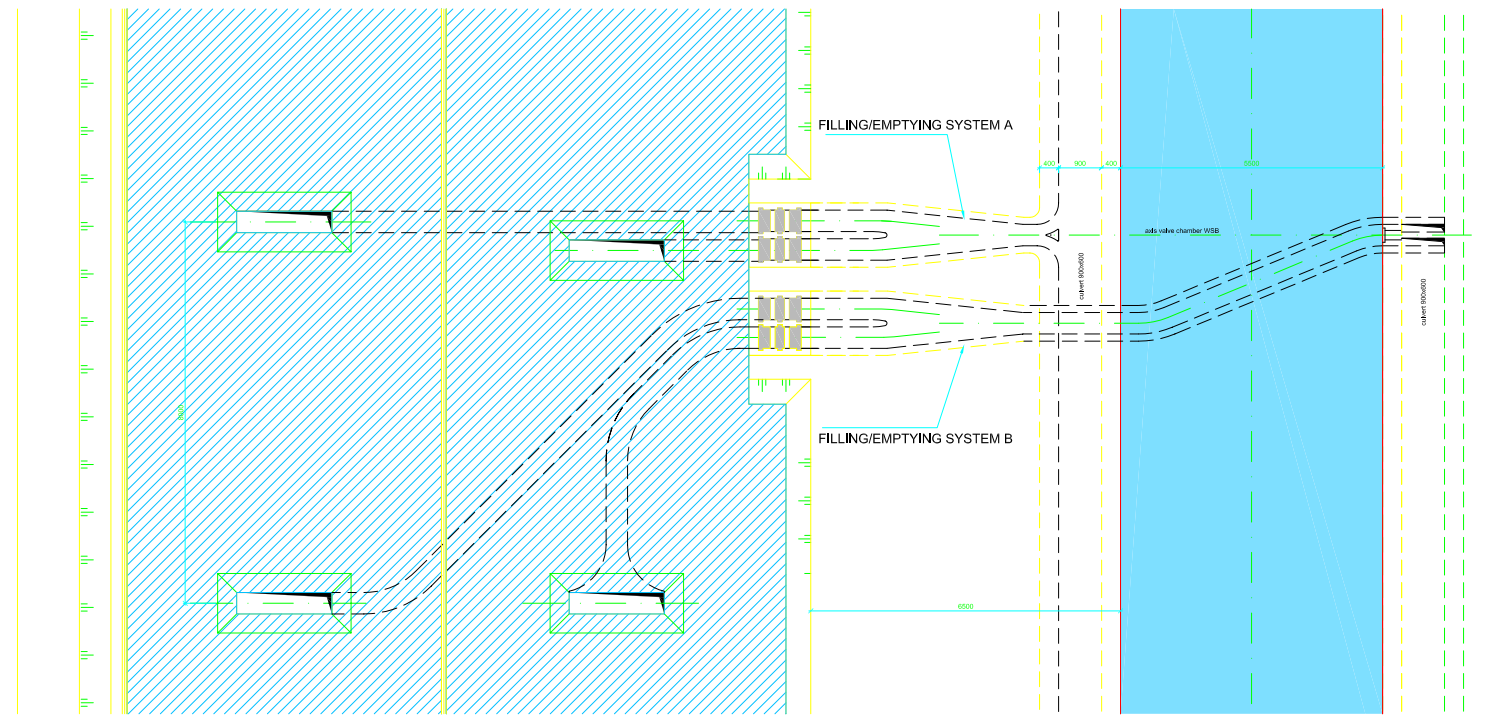 FILLING/EMPTYING SYSTEM A
400
900
400
5500
axis valve chamber WSB
culvert 900x600
culvert 900x600
FILLING/EMPTYING SYSTEM B
6500